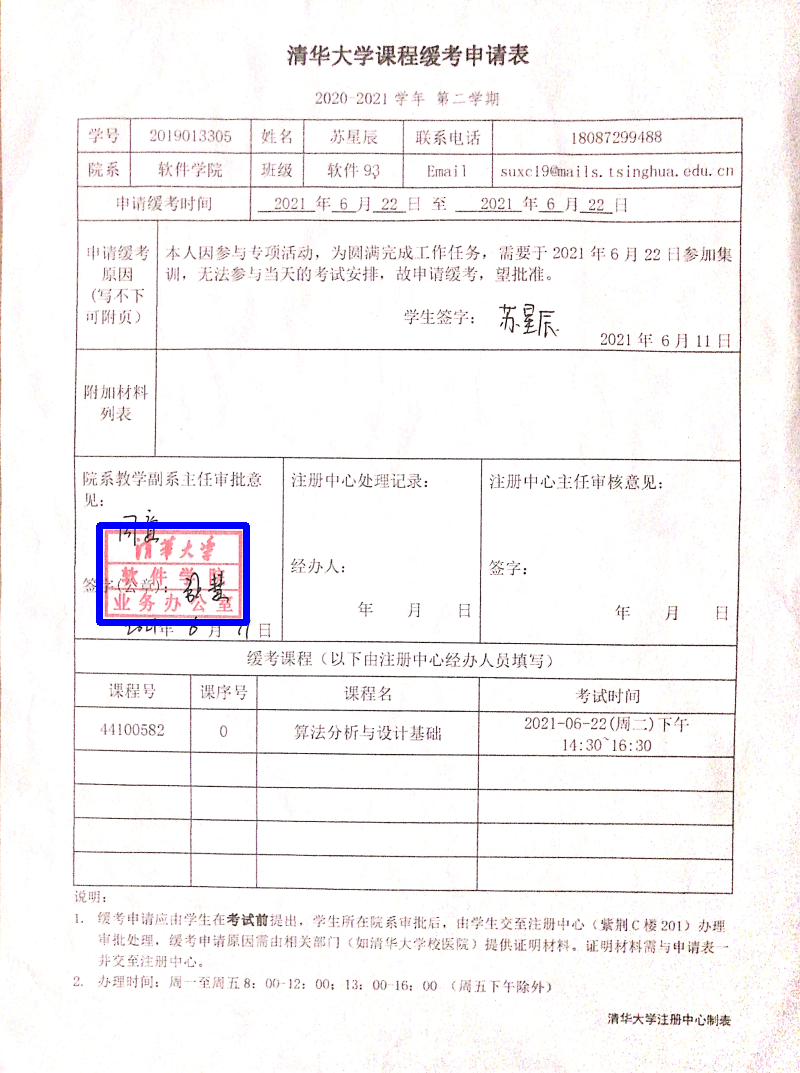 清华大学课程缓考申请表
2020-2021 学年 第二学期
学号 2019013305 姓名 苏星辰 联系电话 18087299488
院系 软件学院 班级 软件 93 Email suxc19@mails.tsinghua.edu.cn
申请缓考时间 2021 年 6 月 22 日 至 2021 年 6 月 22 日
申请缓考原因(写不下可附页)
本人因参与专项活动，为圆满完成工作任务，需要于 2021 年 6 月 22 日参加集
训，无法参与当天的考试安排，故申请缓考，望批准。
学生签字： 苏星辰
2021 年 6 月 11 日
附加材料
列表
院系教学副系主任审批意
见：
同意
清华大学
软件学院
签字(公章)：
业务办公室
2021 年 6 月 11 日
注册中心处理记录：
经办人：
年 月 日
注册中心主任审核意见：
签字：
年 月 日
缓考课程（以下由注册中心经办人员填写）
课程号 课序号 课程名 考试时间
44100582 0 算法分析与设计基础 2021-06-22(周二)下午
14:30~16:30
说明：
1. 缓考申请应由学生在考试前提出，学生所在院系审批后，由学生交至注册中心（紫荆 C 楼 201）办理
审批处理，缓考申请原因需由相关部门（如清华大学校医院）提供证明材料。证明材料需与申请表一
并交至注册中心。
2. 办理时间：周一至周五 8：00-12：00；13：00-16：00 （周五下午除外）
清华大学注册中心制表